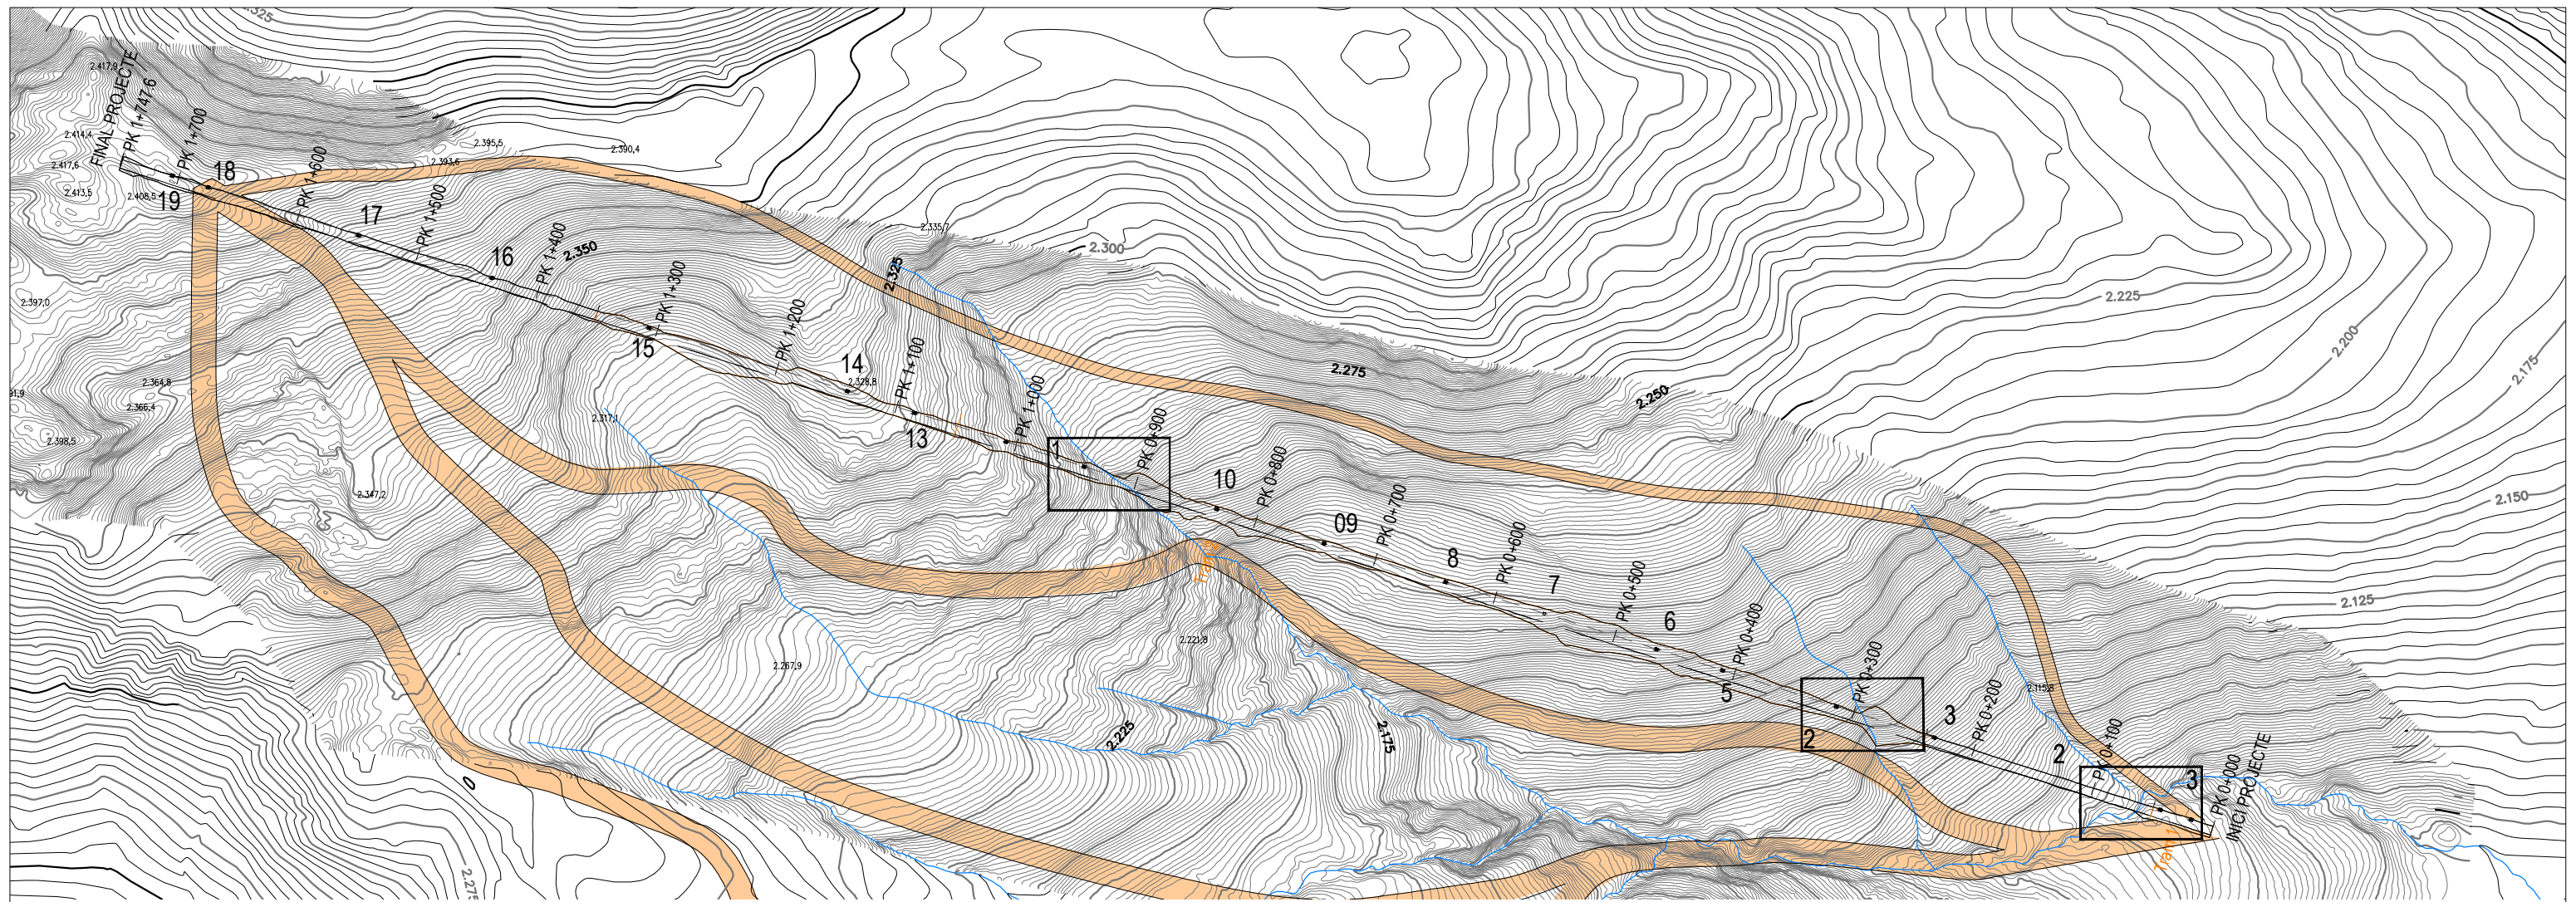 2.325
2.417,9
FINAL PROJECTE
PK 1+747.6
PK 1+700
2.414,4
2.417,6
2.413,5
2.408,5
19
18
PK 1+600
17
PK 1+500
2.393,6
2.395,5
2.390,4
16
PK 1+400
2.350
PK 1+300
15
PK 1+200
14
2.328,8
2.335,7
2.325
PK 1+100
13
PK 1+000
2.300
2.275
2.250
2.225
2.200
2.175
2.150
2.125
2.397,0
2.364,8
2.366,4
2.398,5
2.347,2
2.317,1
1
PK 0+900
10
PK 0+800
09
PK 0+700
8
PK 0+600
7
PK 0+500
6
PK 0+400
5
PK 0+300
2
3
PK 0+200
2.115,8
2
PK 0+100
3
PK 0+000
INICI PROJECTE
2.221,8
2.267,9
2.225
2.175
0
2.275